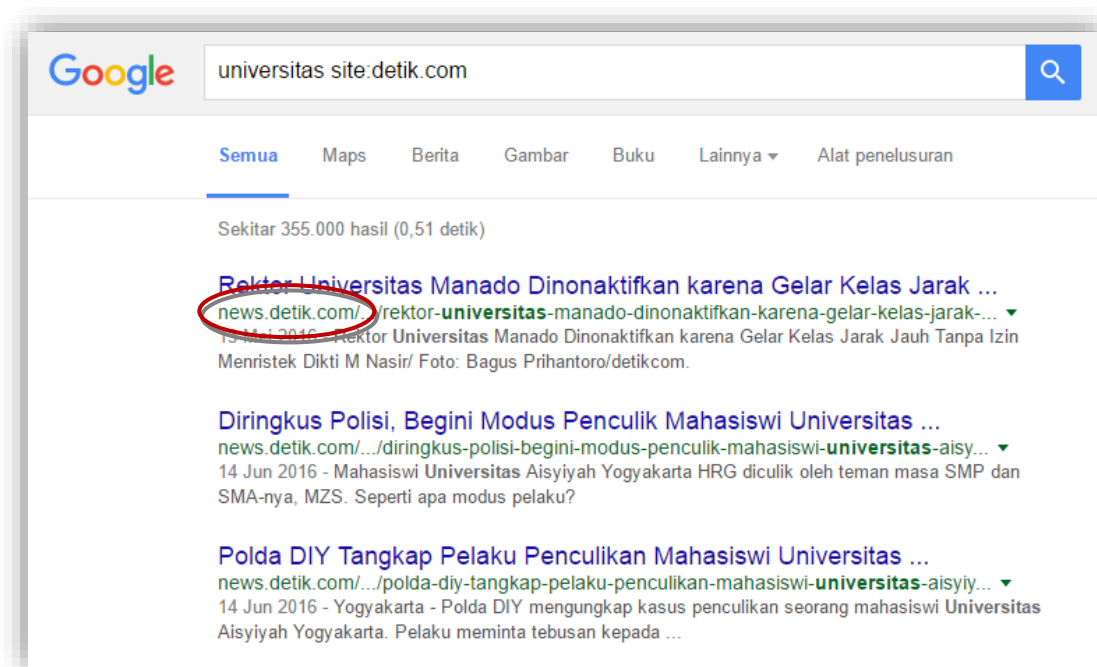 Google universitas site:detik.com
Semua Maps Berita Gambar Buku Lainnya Alat penelusuran
Sekitar 355.000 hasil (0,51 detik)
Rektor Universitas Manado Dinonaktifkan karena Gelar Kelas Jarak ...
news.detik.com/.../rektor-universitas-manado-dinonaktifkan-karena-gelar-kelas-jarak-...
13 Mei 2016 - Rektor Universitas Manado Dinonaktifkan karena Gelar Kelas Jarak Jauh Tanpa Izin
Menristek Dikti M Nasir/ Foto: Bagus Prihantoro/detikcom.
Diringkus Polisi, Begini Modus Penculik Mahasiswi Universitas ...
news.detik.com/.../diringkus-polisi-begini-modus-penculik-mahasiswi-universitas-aisy...
14 Jun 2016 - Mahasiswi Universitas Aisyiyah Yogyakarta HRG diculik oleh teman masa SMP dan
SMA-nya, MZS. Seperti apa modus pelaku?
Polda DIY Tangkap Pelaku Penculikan Mahasiswi Universitas ...
news.detik.com/.../polda-diy-tangkap-pelaku-penculikan-mahasiswi-universitas-aisyiy...
14 Jun 2016 - Yogyakarta - Polda DIY mengungkap kasus penculikan seorang mahasiswi Universitas
Aisyiyah Yogyakarta. Pelaku meminta tebusan kepada ...